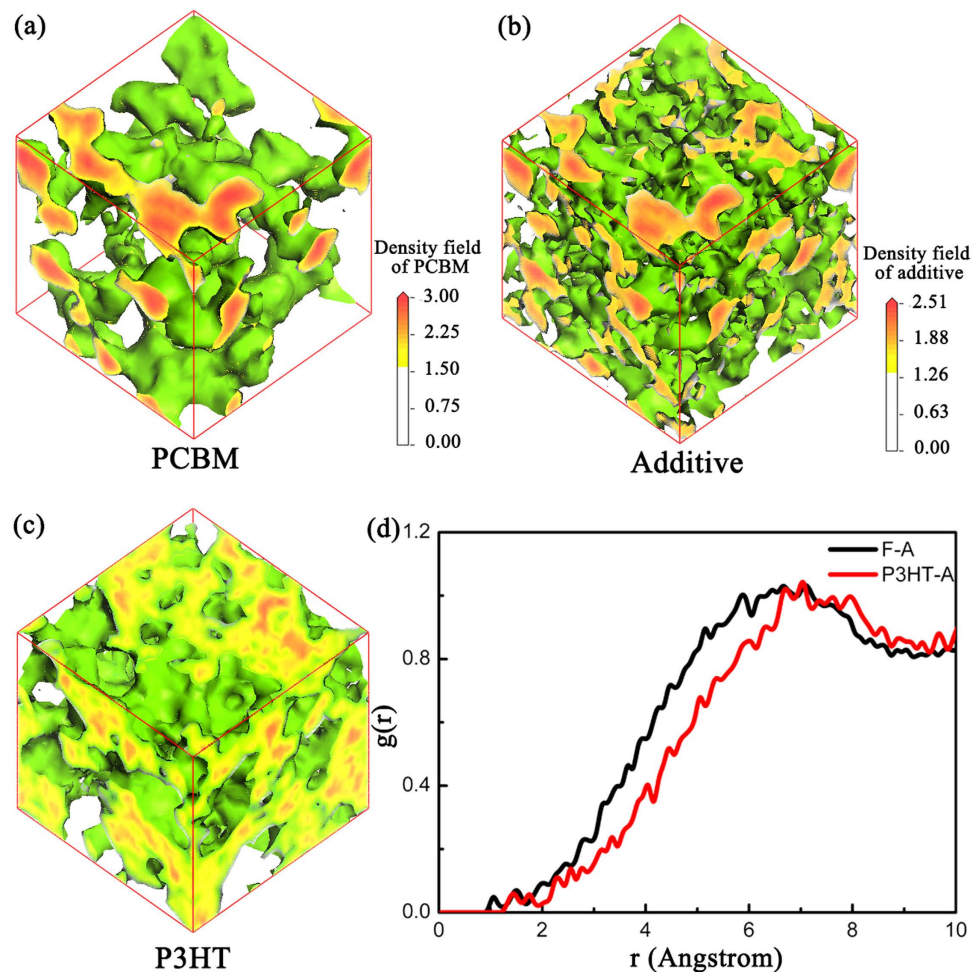 (a)
Density field
of PCBM
3.00
2.25
1.50
0.75
0.00
PCBM
(b)
Density field
of additive
2.51
1.88
1.26
0.63
0.00
Additive
(c)
P3HT
(d)
1.2
0.8
0.4
0.0
g(r)
F-A
P3HT-A
0 2 4 6 8 10
r (Angstrom)